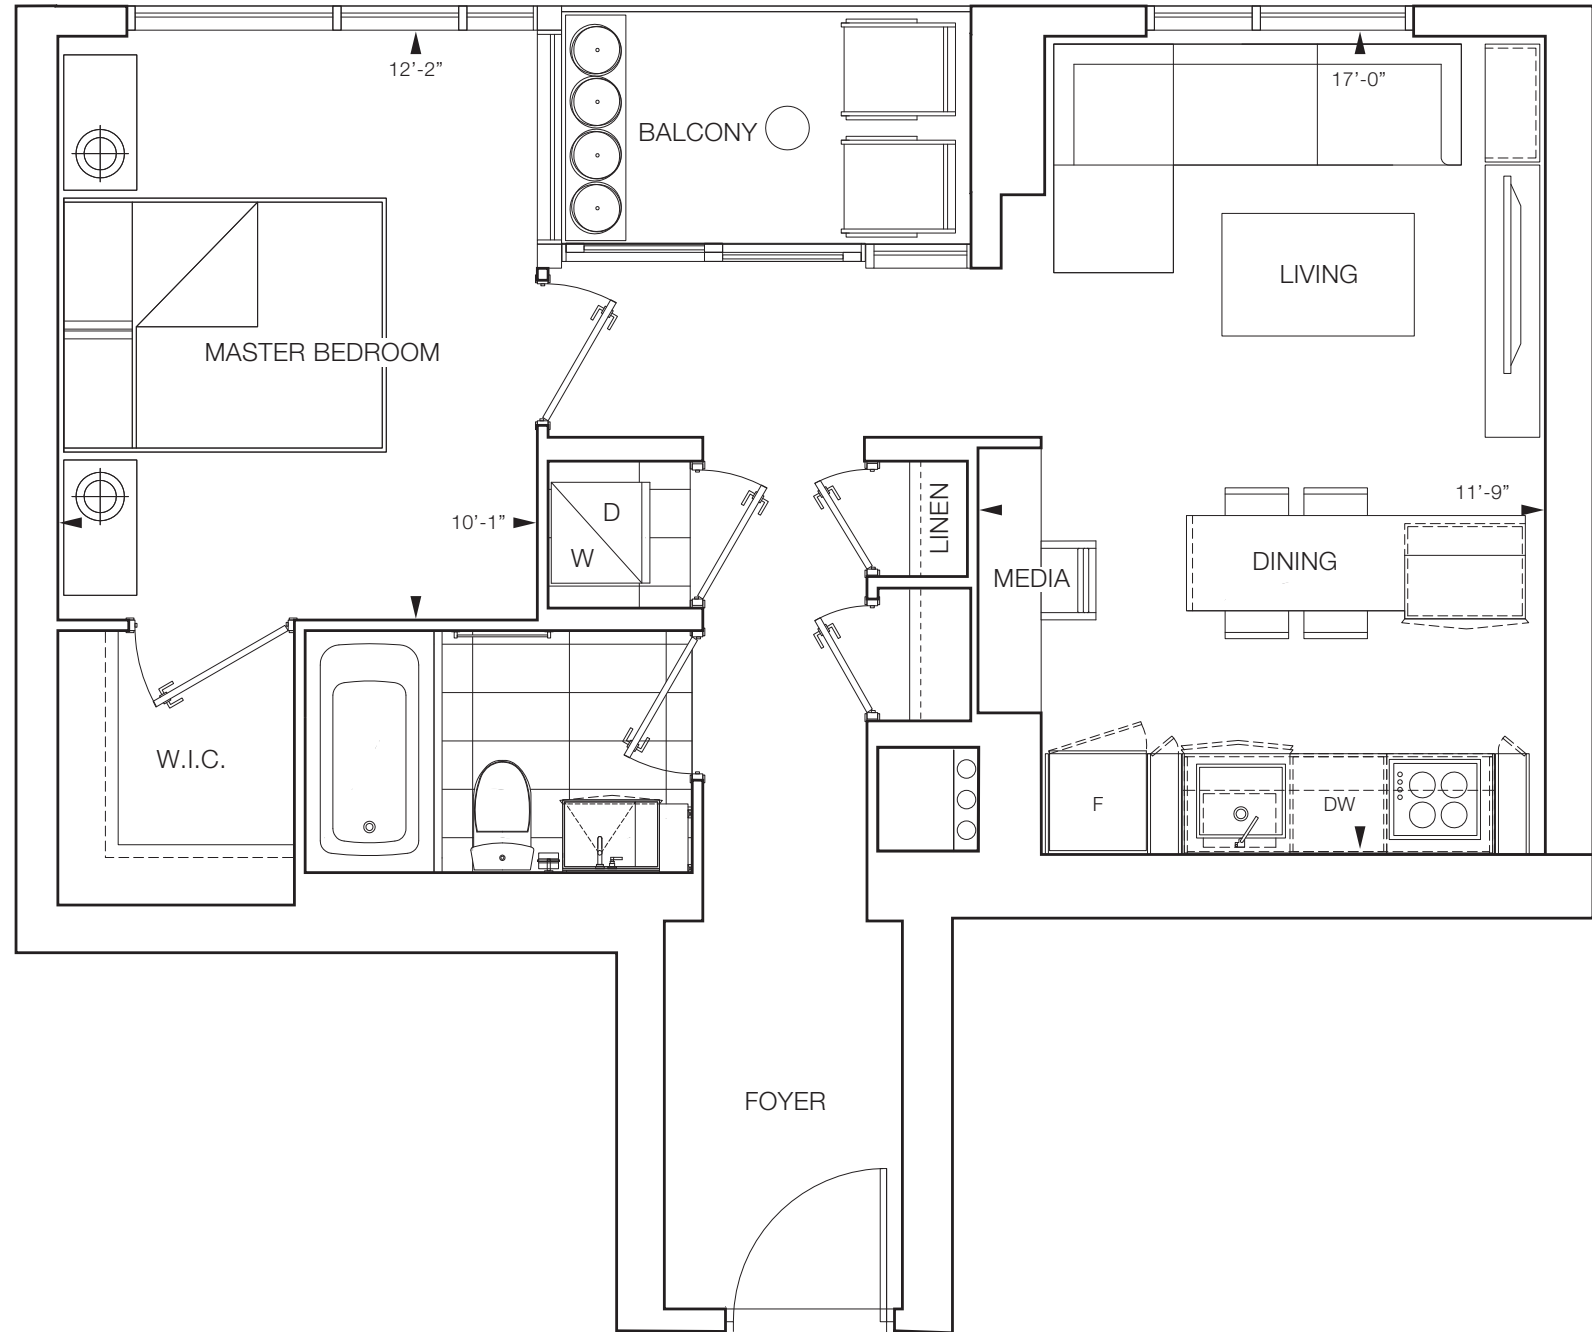 12’-2”
17’-0”
BALCONY
LIVING
MASTER BEDROOM
LINEN
11’-9”
D
10’-1”
W
DINING
MEDIA
W.I.C.
F
DW
FOYER